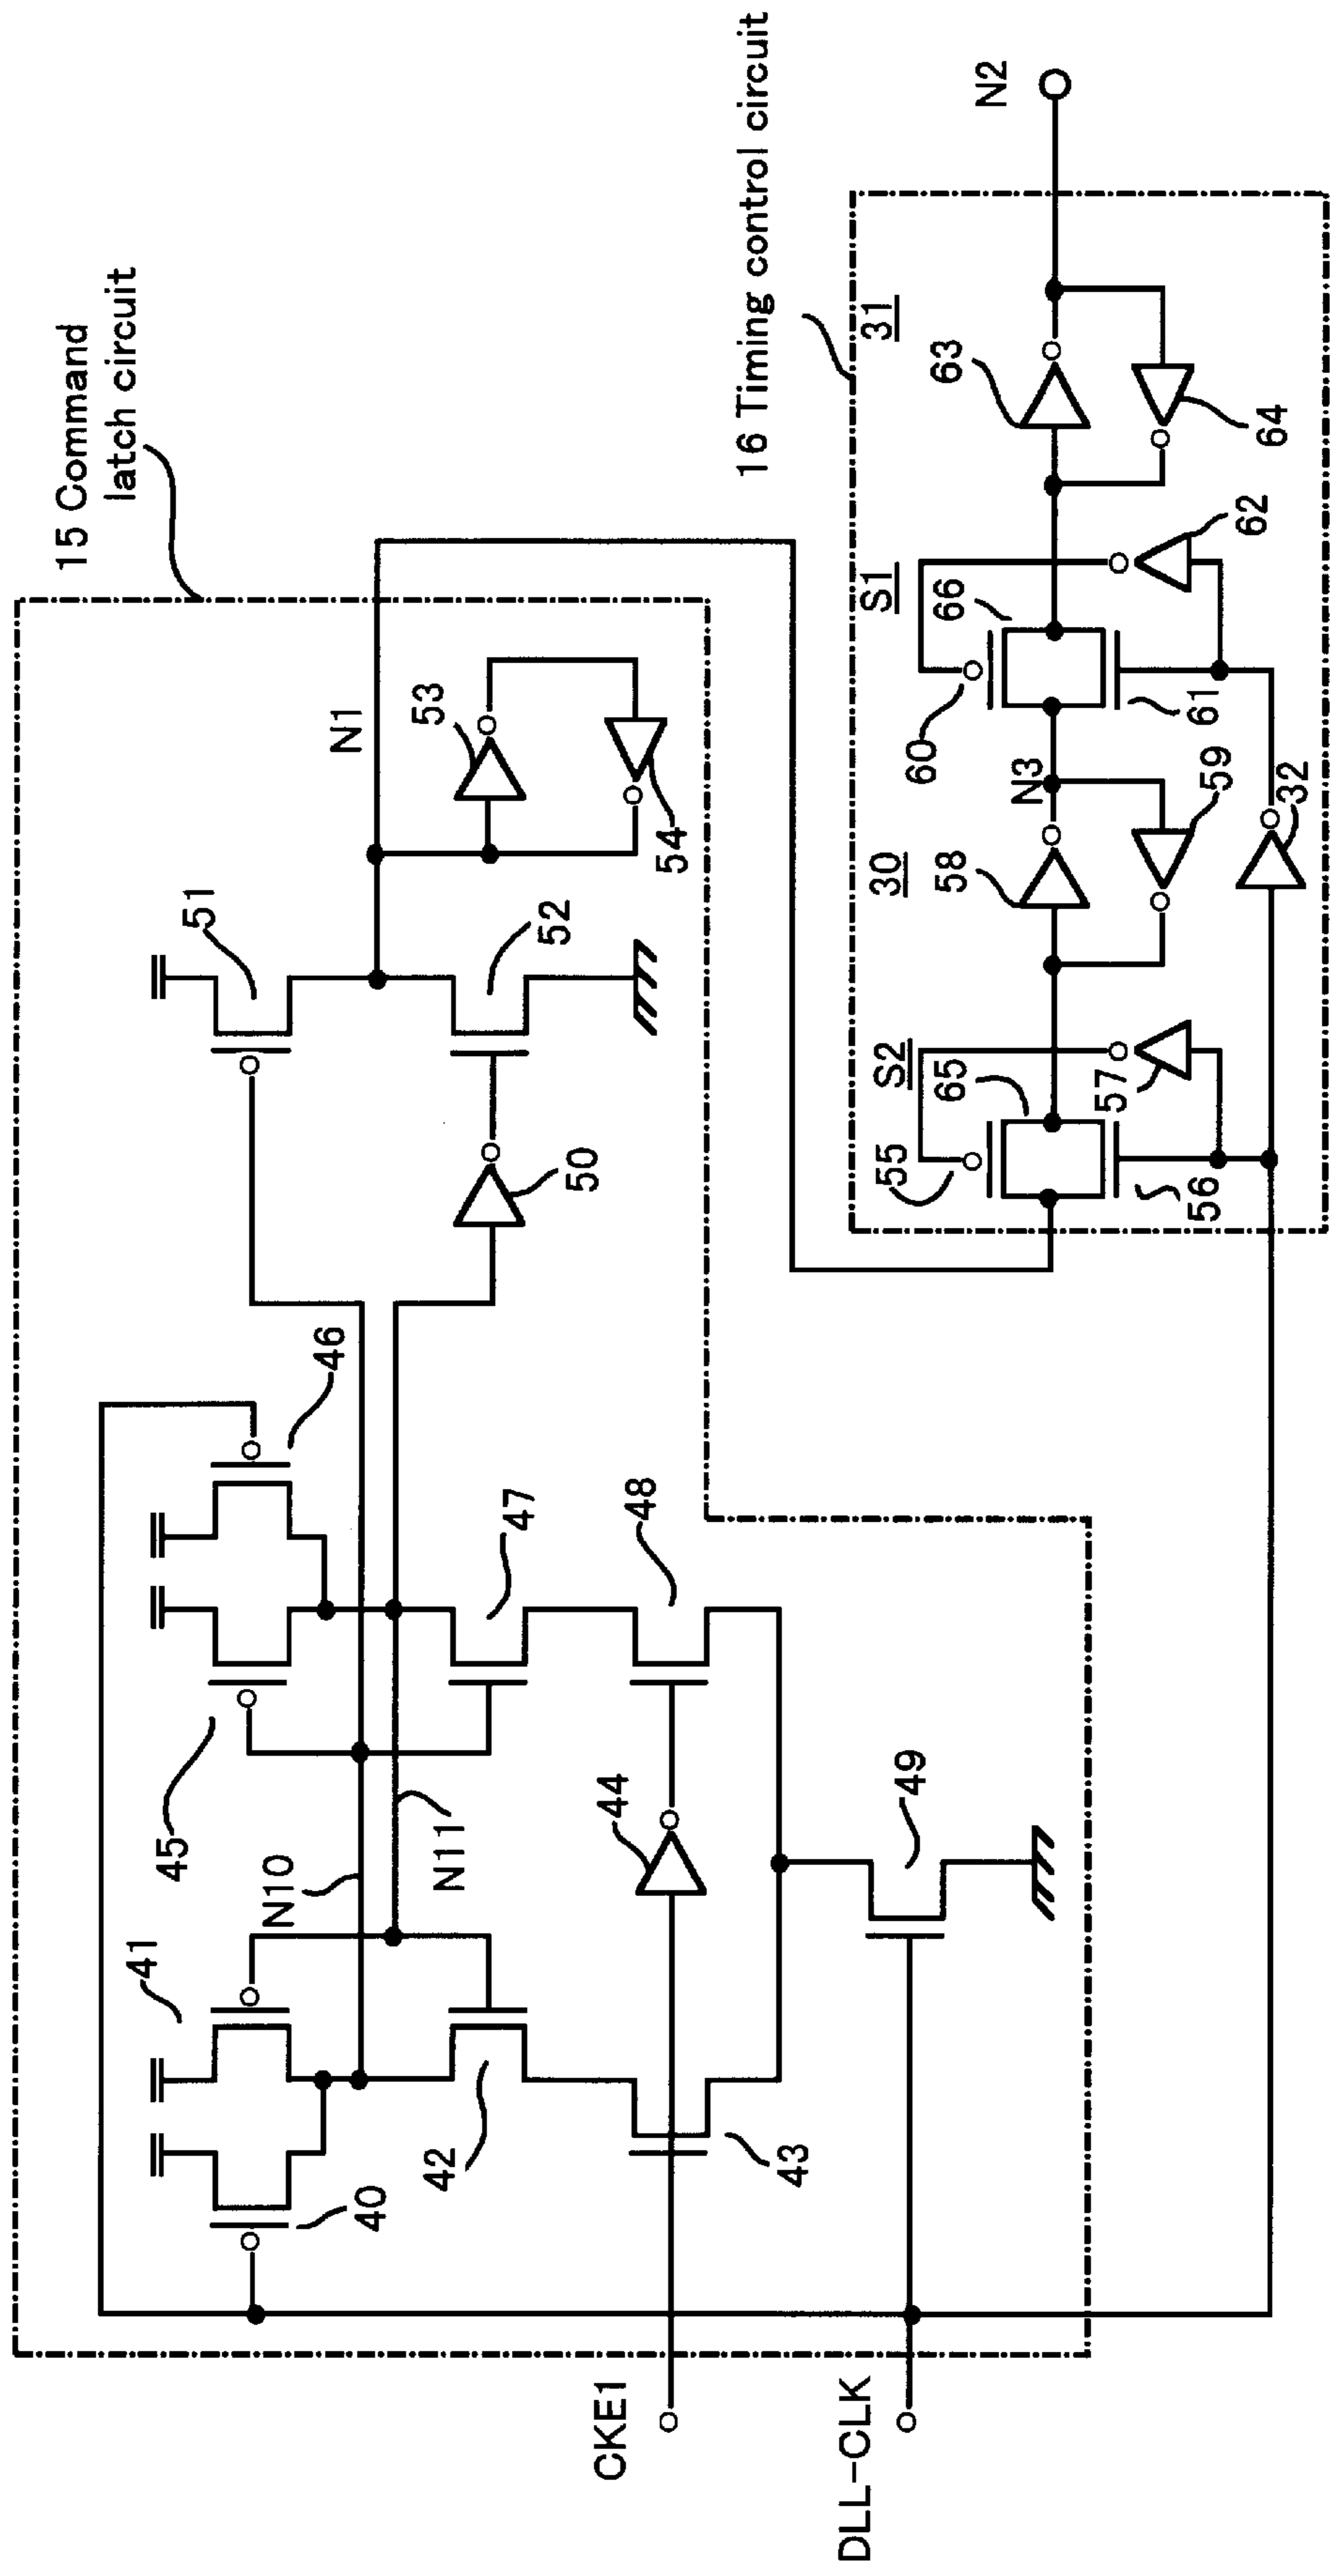 15 Command
latch circuit
51
N1
53
54
52
50
46
45
47
48
41
N10
N11
44
49
42
43
40
CKE1
DLL-CLK
16 Timing control circuit
N2
31
63
64
S1
66
62
60
61
N3
30
58
59
32
S2
65
57
55
56